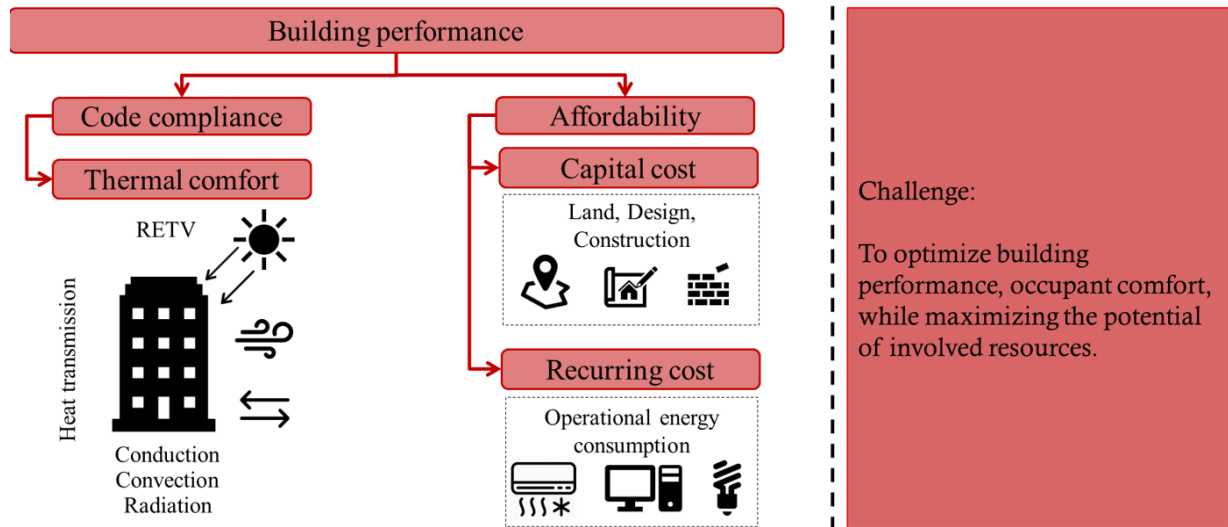 Building performance
Code compliance
Thermal comfort
RETV
Heat transmission
Conduction
Convection
Radiation
Affordability
Capital cost
Land, Design,
Construction
Recurring cost
Operational energy
consumption
Challenge:
To optimize building
performance, occupant comfort,
while maximizing the potential
of involved resources.